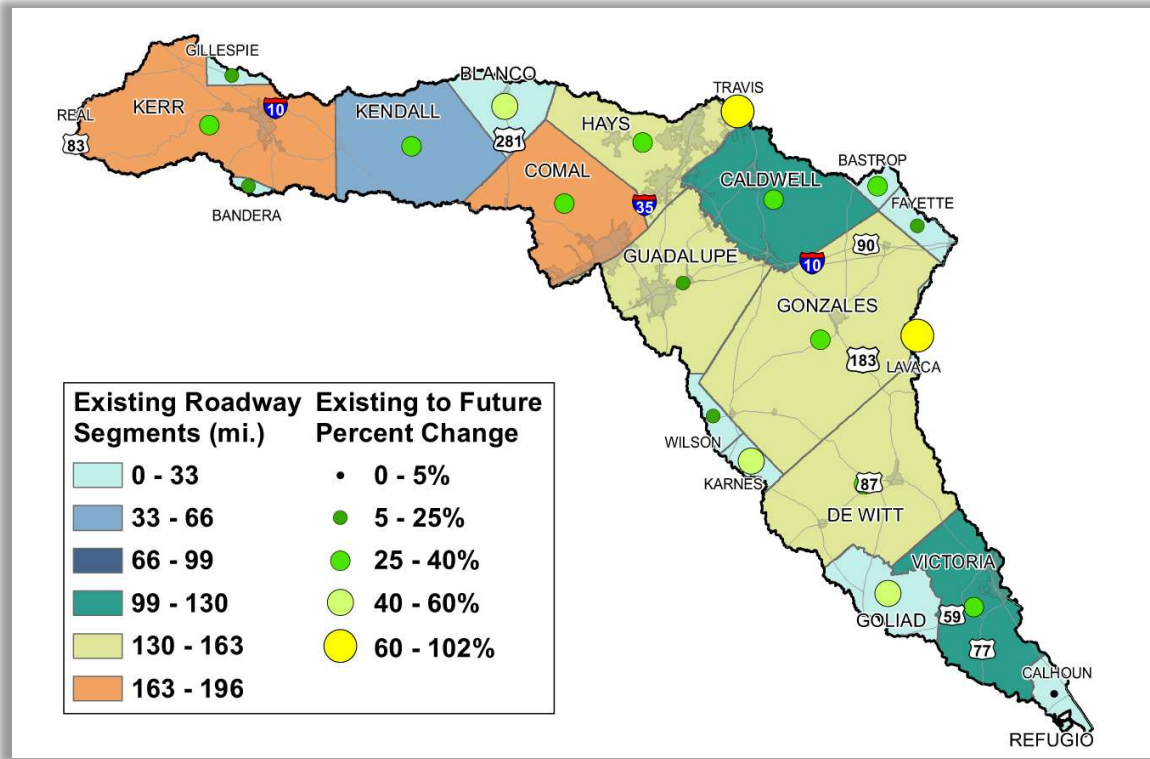 GILLESPIE
BLANCO
TRAVIS
REAL
KERR
10
KENDALL
HAYS
83
281
BASTROP
COMAL
CALDWELL
FAYETTE
BANDERA
35
90
GUADALUPE
10
GONZALES
183
LAVACA
Existing Roadway
Segments (mi.)
0 - 33
33 - 66
66 - 99
99 - 130
130 - 163
163 - 196
Existing to Future
Percent Change
0 - 5%
5 - 25%
25 - 40%
40 - 60%
60 - 102%
WILSON
KARNES
87
DE WITT
VICTORIA
59
GOLIAD
77
CALHOUN
REFUGIO